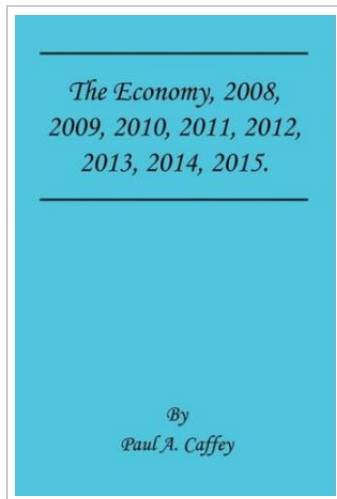 The Economy, 2008,
2009, 2010, 2011, 2012,
2013, 2014, 2015.
By
Paul A. Caffey